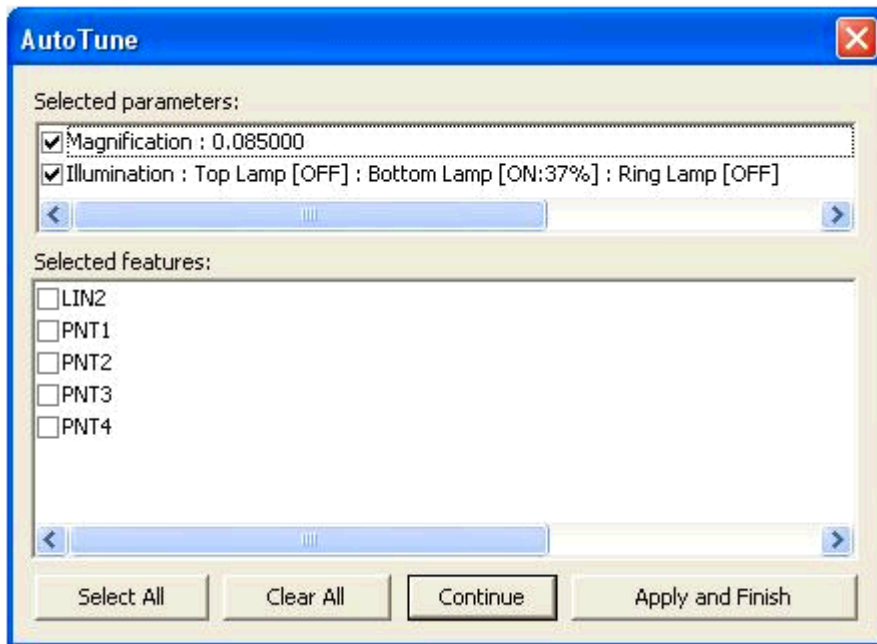 AutoTune
Selected parameters:
Magnification : 0.085000
Illumination : Top Lamp [OFF] : Bottom Lamp [ON:37%] : Ring Lamp [OFF]
Selected features:
LIN2
PNT1
PNT2
PNT3
PNT4
Select All Clear All Continue Apply and Finish